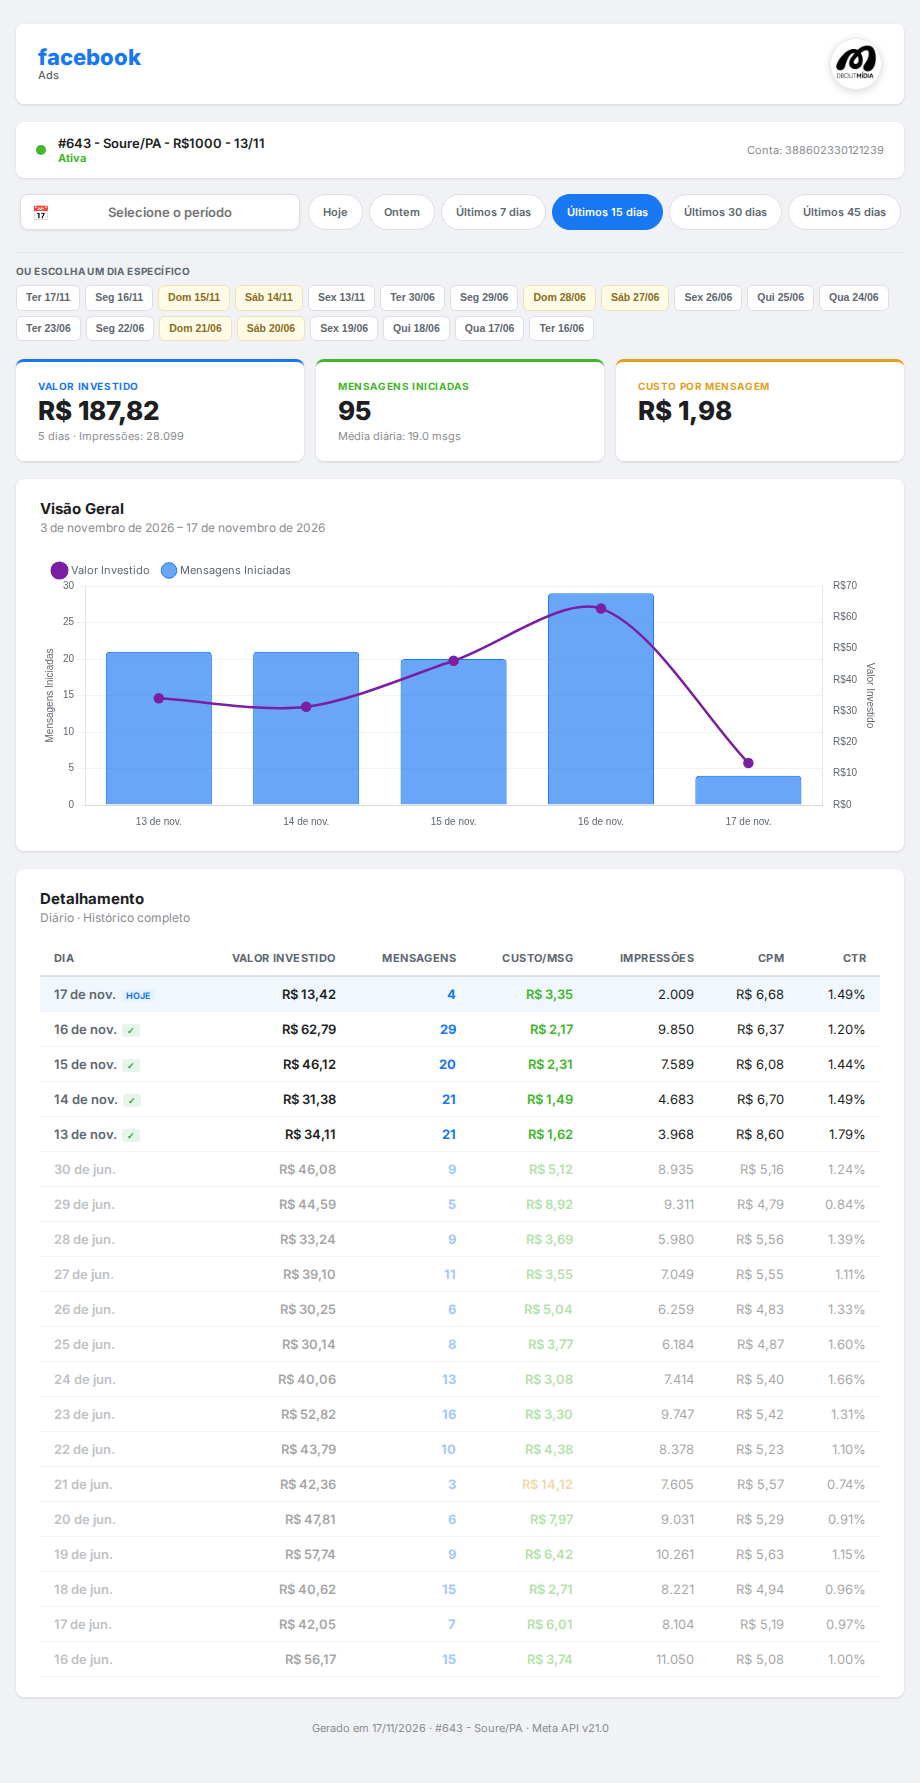 facebook
Ads
DBOUTMÍDIA
#643 - Soure/PA - R$1000 - 13/11
Ativa
Conta: 388602330121239
📅 Selecione o período
Hoje
Ontem
Últimos 7 dias
Últimos 15 dias
Últimos 30 dias
Últimos 45 dias
OU ESCOLHA UM DIA ESPECÍFICO
Ter 17/11 Seg 16/11 Dom 15/11 Sáb 14/11 Sex 13/11 Ter 30/06 Seg 29/06 Dom 28/06 Sáb 27/06 Sex 26/06 Qui 25/06 Qua 24/06
Ter 23/06 Seg 22/06 Dom 21/06 Sáb 20/06 Sex 19/06 Qui 18/06 Qua 17/06 Ter 16/06
VALOR INVESTIDO
R$ 187,82
5 dias · Impressões: 28.099
MENSAGENS INICIADAS
95
Média diária: 19.0 msgs
CUSTO POR MENSAGEM
R$ 1,98
Visão Geral
3 de novembro de 2026 – 17 de novembro de 2026
Valor Investido Mensagens Iniciadas
30
25
20
15
10
5
0
Mensagens Iniciadas
R$70
R$60
R$50
R$40
R$30
R$20
R$10
R$0
Valor Investido
13 de nov. 14 de nov. 15 de nov. 16 de nov. 17 de nov.
Detalhamento
Diário · Histórico completo
DIA VALOR INVESTIDO MENSAGENS CUSTO/MSG IMPRESSÕES CPM CTR
17 de nov. HOJE R$ 13,42 4 R$ 3,35 2.009 R$ 6,68 1.49%
16 de nov. ✓ R$ 62,79 29 R$ 2,17 9.850 R$ 6,37 1.20%
15 de nov. ✓ R$ 46,12 20 R$ 2,31 7.589 R$ 6,08 1.44%
14 de nov. ✓ R$ 31,38 21 R$ 1,49 4.683 R$ 6,70 1.49%
13 de nov. ✓ R$ 34,11 21 R$ 1,62 3.968 R$ 8,60 1.79%
30 de jun. R$ 46,08 9 R$ 5,12 8.935 R$ 5,16 1.24%
29 de jun. R$ 44,59 5 R$ 8,92 9.311 R$ 4,79 0.84%
28 de jun. R$ 33,24 9 R$ 3,69 5.980 R$ 5,56 1.39%
27 de jun. R$ 39,10 11 R$ 3,55 7.049 R$ 5,55 1.11%
26 de jun. R$ 30,25 6 R$ 5,04 6.259 R$ 4,83 1.33%
25 de jun. R$ 30,14 8 R$ 3,77 6.184 R$ 4,87 1.60%
24 de jun. R$ 40,06 13 R$ 3,08 7.414 R$ 5,40 1.66%
23 de jun. R$ 52,82 16 R$ 3,30 9.747 R$ 5,42 1.31%
22 de jun. R$ 43,79 10 R$ 4,38 8.378 R$ 5,23 1.10%
21 de jun. R$ 42,36 3 R$ 14,12 7.605 R$ 5,57 0.74%
20 de jun. R$ 47,81 6 R$ 7,97 9.031 R$ 5,29 0.91%
19 de jun. R$ 57,74 9 R$ 6,42 10.261 R$ 5,63 1.15%
18 de jun. R$ 40,62 15 R$ 2,71 8.221 R$ 4,94 0.96%
17 de jun. R$ 42,05 7 R$ 6,01 8.104 R$ 5,19 0.97%
16 de jun. R$ 56,17 15 R$ 3,74 11.050 R$ 5,08 1.00%
Gerado em 17/11/2026 · #643 - Soure/PA · Meta API v21.0